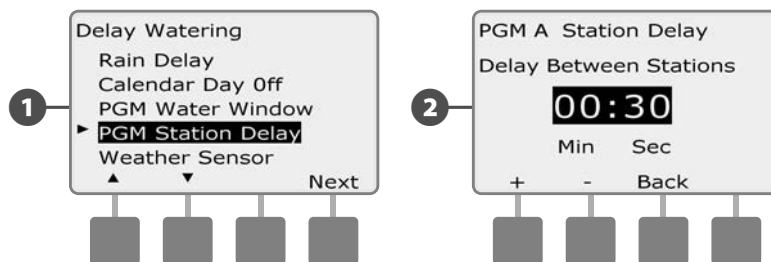 1
Delay Watering
Rain Delay
Calendar Day Off
PGM Water Window
► PGM Station Delay
Weather Sensor
▲ ▼ Next
2
PGM A Station Delay
Delay Between Stations
00:30
Min Sec
+ - Back